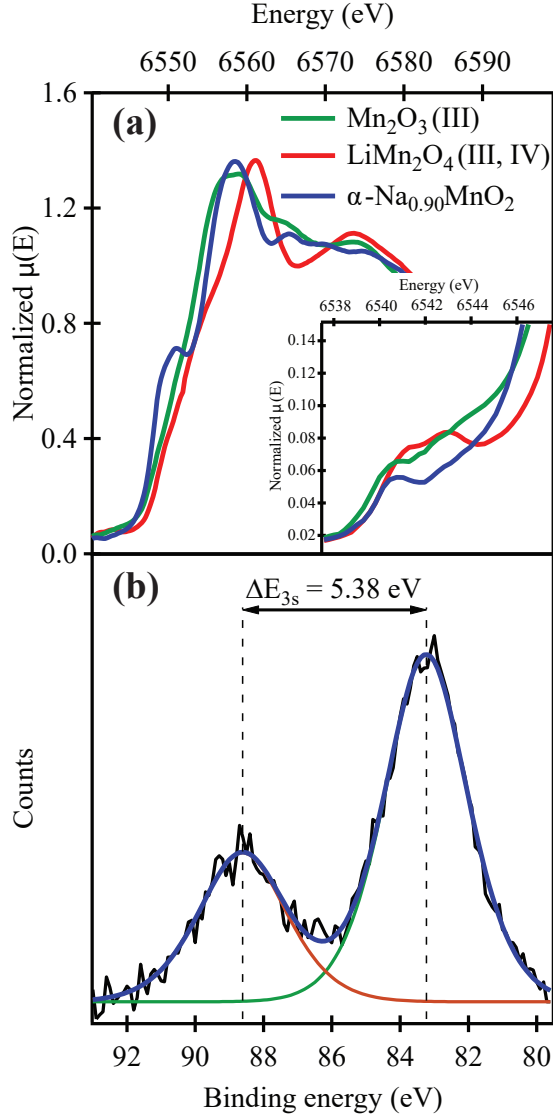 Energy (eV)
6550 6560 6570 6580 6590
1.6
(a)
Mn₂O₃ (III)
LiMn₂O₄ (III, IV)
α-Na₀.₉₀MnO₂
1.2
0.8
0.4
0.0
Normalized μ(E)
Energy (eV)
6538 6540 6542 6544 6546
0.14
0.12
0.10
0.08
0.06
0.04
0.02
Normalized μ(E)
(b)
ΔE₃ₛ = 5.38 eV
Counts
92 90 88 86 84 82 80
Binding energy (eV)